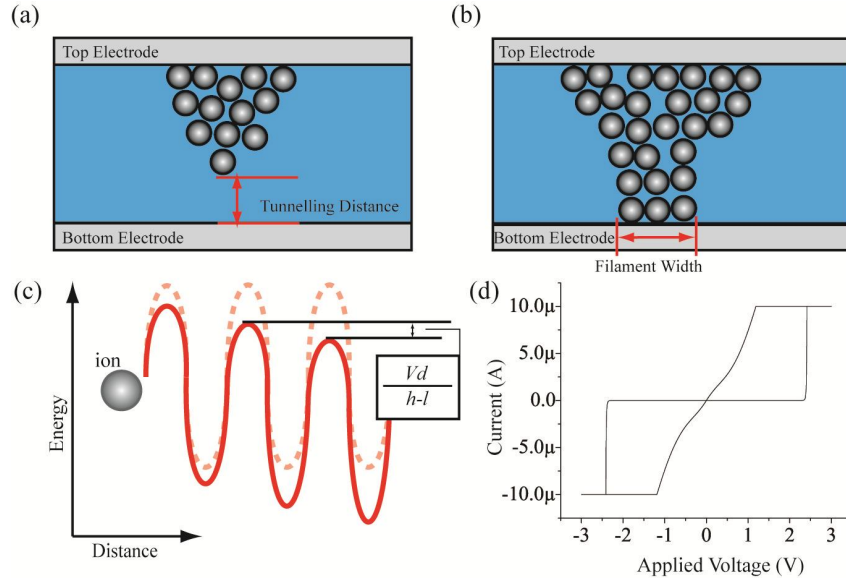 (a)
Top Electrode
Tunnelling Distance
Bottom Electrode
(b)
Top Electrode
Bottom Electrode
Filament Width
(c)
ion
Energy
Distance
Vd
h-l
(d)
Current (A)
10.0μ
5.0μ
0.0
-5.0μ
-10.0μ
-3 -2 -1 0 1 2 3
Applied Voltage (V)